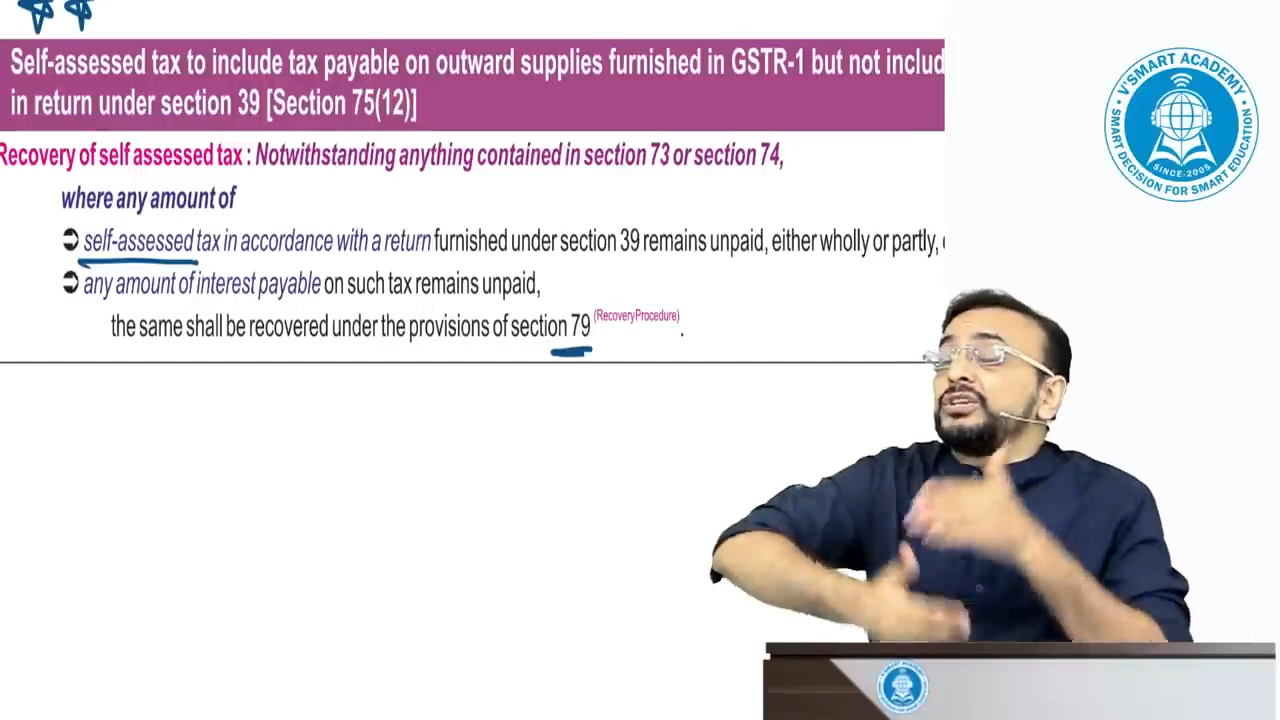 Self-assessed tax to include tax payable on outward supplies furnished in GSTR-1 but not includ
in return under section 39 [Section 75(12)]
Recovery of self assessed tax : Notwithstanding anything contained in section 73 or section 74,
where any amount of
➲ self-assessed tax in accordance with a return furnished under section 39 remains unpaid, either wholly or partly,
➲ any amount of interest payable on such tax remains unpaid,
the same shall be recovered under the provisions of section 79 (RecoveryProcedure).
V'SMART ACADEMY
SINCE-2005
SMART DECISION FOR SMART EDUCATION